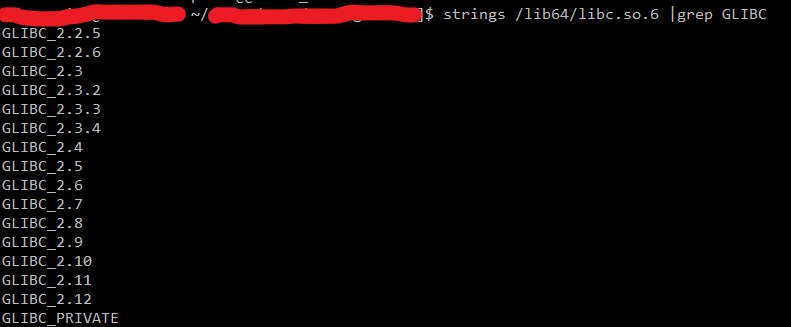 ~/ ]$ strings /lib64/libc.so.6 |grep GLIBC
GLIBC_2.2.5
GLIBC_2.2.6
GLIBC_2.3
GLIBC_2.3.2
GLIBC_2.3.3
GLIBC_2.3.4
GLIBC_2.4
GLIBC_2.5
GLIBC_2.6
GLIBC_2.7
GLIBC_2.8
GLIBC_2.9
GLIBC_2.10
GLIBC_2.11
GLIBC_2.12
GLIBC_PRIVATE